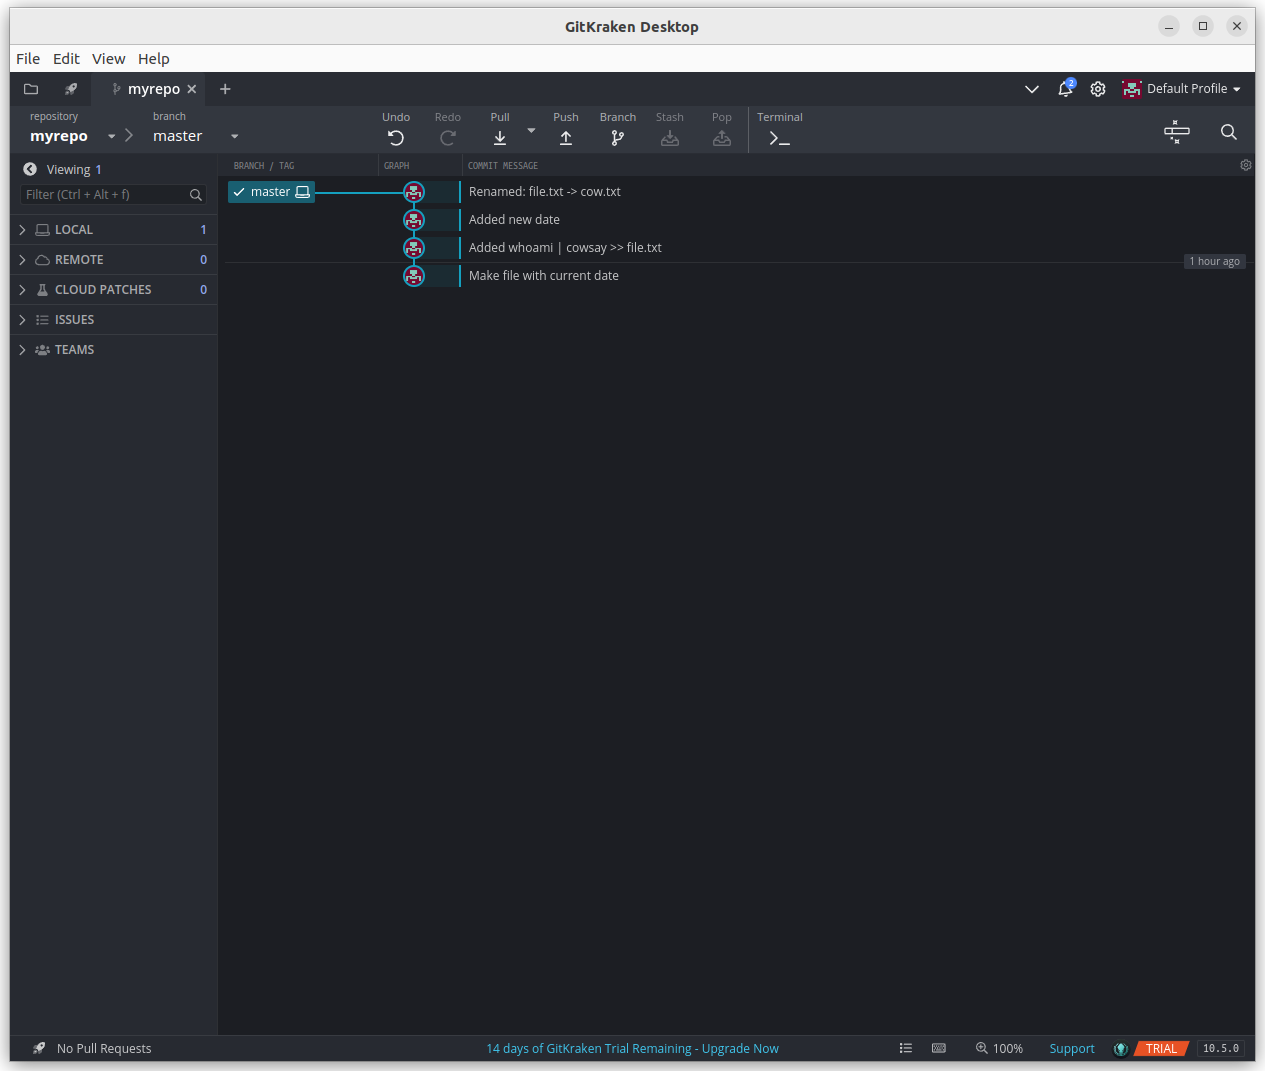 GitKraken Desktop
File Edit View Help
myrepo
2
Default Profile
repository
myrepo
branch
master
Undo Redo Pull Push Branch Stash Pop Terminal
Viewing 1
Filter (Ctrl + Alt + f)
LOCAL 1
REMOTE 0
CLOUD PATCHES 0
ISSUES
TEAMS
BRANCH / TAG GRAPH COMMIT MESSAGE
master Renamed: file.txt -> cow.txt
Added new date
Added whoami | cowsay >> file.txt
1 hour ago
Make file with current date
No Pull Requests 14 days of GitKraken Trial Remaining - Upgrade Now 100% Support TRIAL 10.5.0